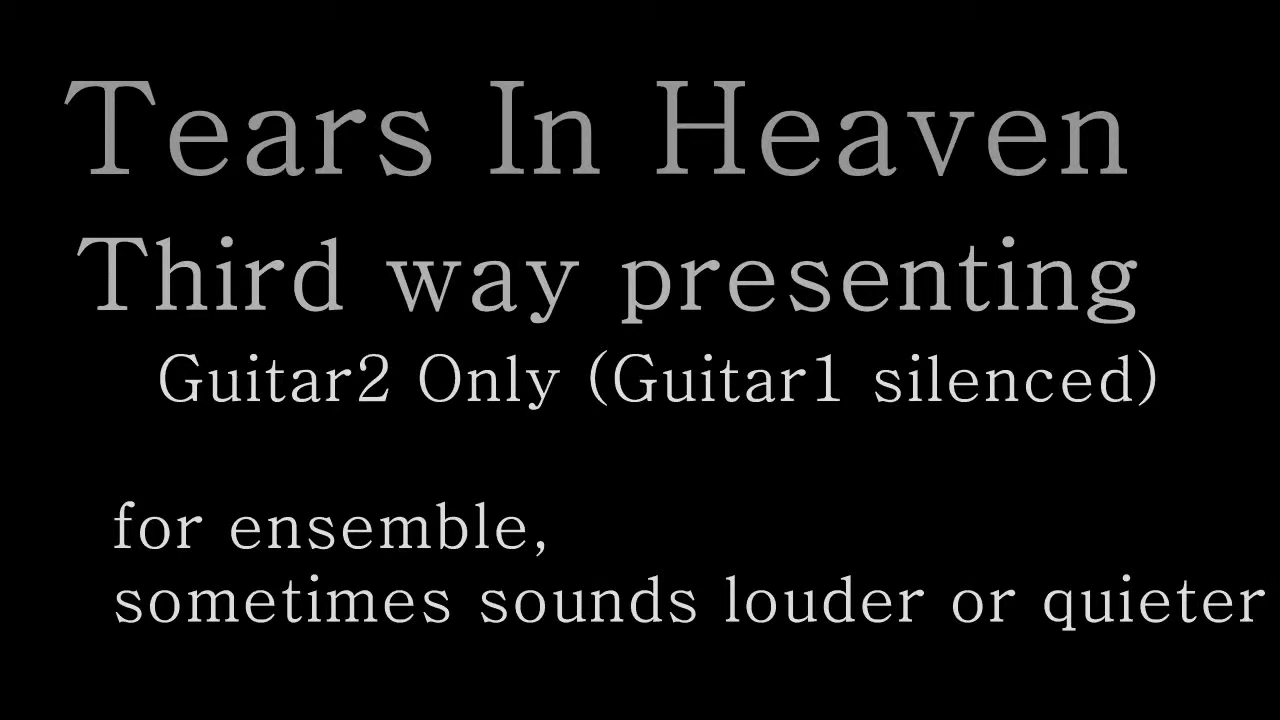 Tears In Heaven
Third way presenting
Guitar2 Only (Guitar1 silenced)
for ensemble,
sometimes sounds louder or quieter